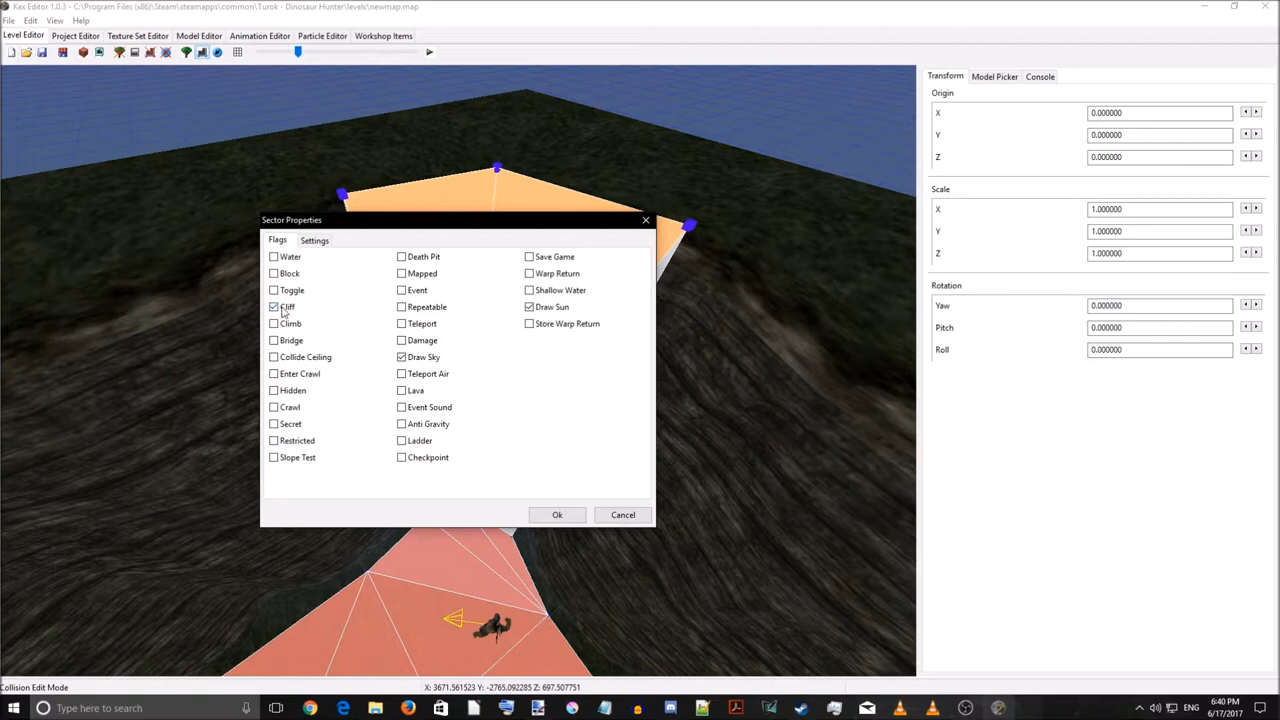 Kex Editor 1.0.3 - C:\Program Files (x86)\Steam\steamapps\common\Turok - Dinosaur Hunter\levels\newmap.map
File Edit View Help
Level Editor Project Editor Texture Set Editor Model Editor Animation Editor Particle Editor Workshop Items
Transform Model Picker Console
Origin
X 0.000000
Y 0.000000
Z 0.000000
Scale
X 1.000000
Y 1.000000
Z 1.000000
Rotation
Yaw 0.000000
Pitch 0.000000
Roll 0.000000
Sector Properties
Flags Settings
Water Death Pit Save Game
Block Mapped Warp Return
Toggle Event Shallow Water
Cliff Repeatable Draw Sun
Climb Teleport Store Warp Return
Bridge Damage
Collide Ceiling Draw Sky
Enter Crawl Teleport Air
Hidden Lava
Crawl Event Sound
Secret Anti Gravity
Restricted Ladder
Slope Test Checkpoint
Ok Cancel
Collision Edit Mode X: 3671.561523 Y: -2765.092285 Z: 697.507751
Type here to search
ENG
6:40 PM
6/17/2017